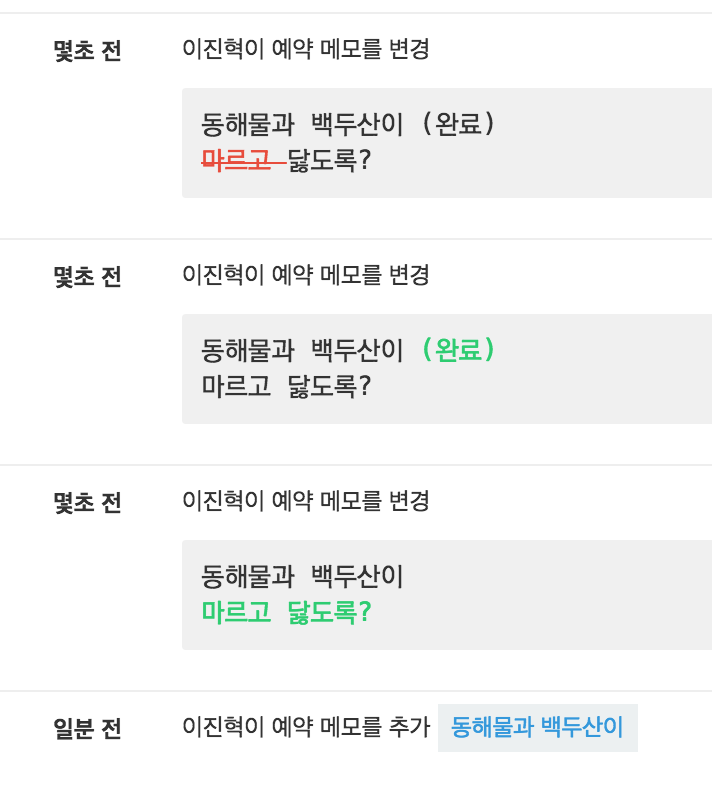 몇초 전 이진혁이 예약 메모를 변경
동해물과 백두산이 (완료)
마르고 닳도록?
몇초 전 이진혁이 예약 메모를 변경
동해물과 백두산이 (완료)
마르고 닳도록?
몇초 전 이진혁이 예약 메모를 변경
동해물과 백두산이
마르고 닳도록?
일분 전 이진혁이 예약 메모를 추가 동해물과 백두산이